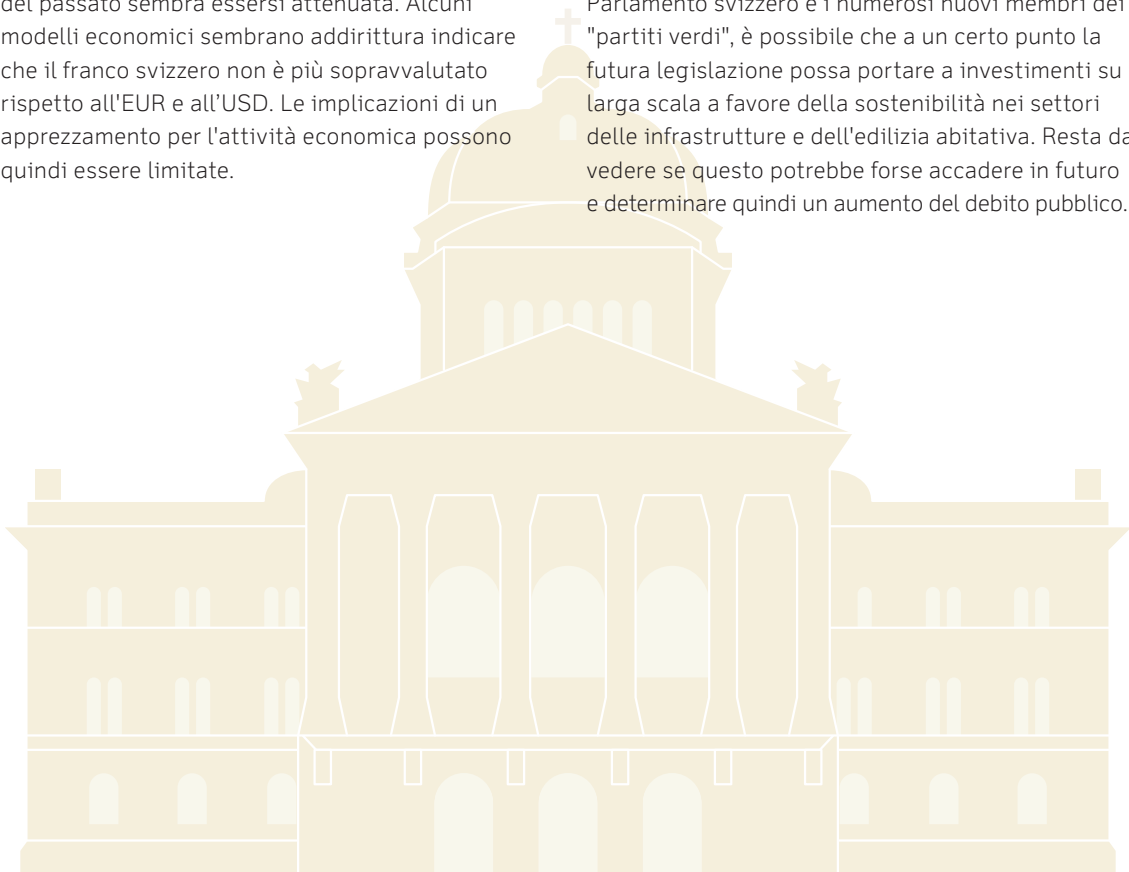 del passato sembra essersi attenuata. Alcuni
modelli economici sembrano addirittura indicare
che il franco svizzero non è più sopravvalutato
rispetto all'EUR e all’USD. Le implicazioni di un
apprezzamento per l'attività economica possono
quindi essere limitate.
Parlamento svizzero e i numerosi nuovi membri dei
"partiti verdi", è possibile che a un certo punto la
futura legislazione possa portare a investimenti su
larga scala a favore della sostenibilità nei settori
delle infrastrutture e dell'edilizia abitativa. Resta da
vedere se questo potrebbe forse accadere in futuro
e determinare quindi un aumento del debito pubblico.